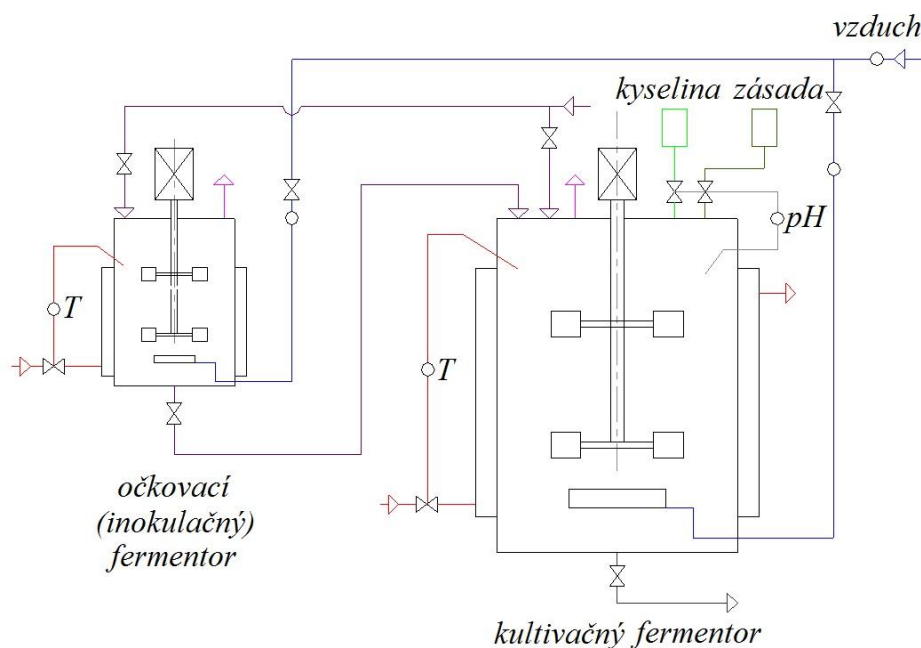 vzduch
kyselina zásada
pH
T
T
očkovací
(inokulačný)
fermentor
kultivačný fermentor